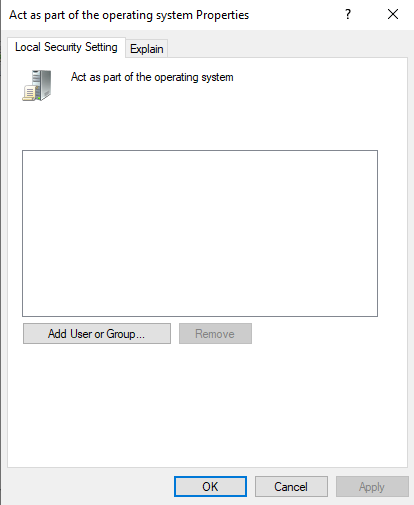 Act as part of the operating system Properties
?
Local Security Setting
Explain
Act as part of the operating system
Add User or Group...
Remove
OK
Cancel
Apply